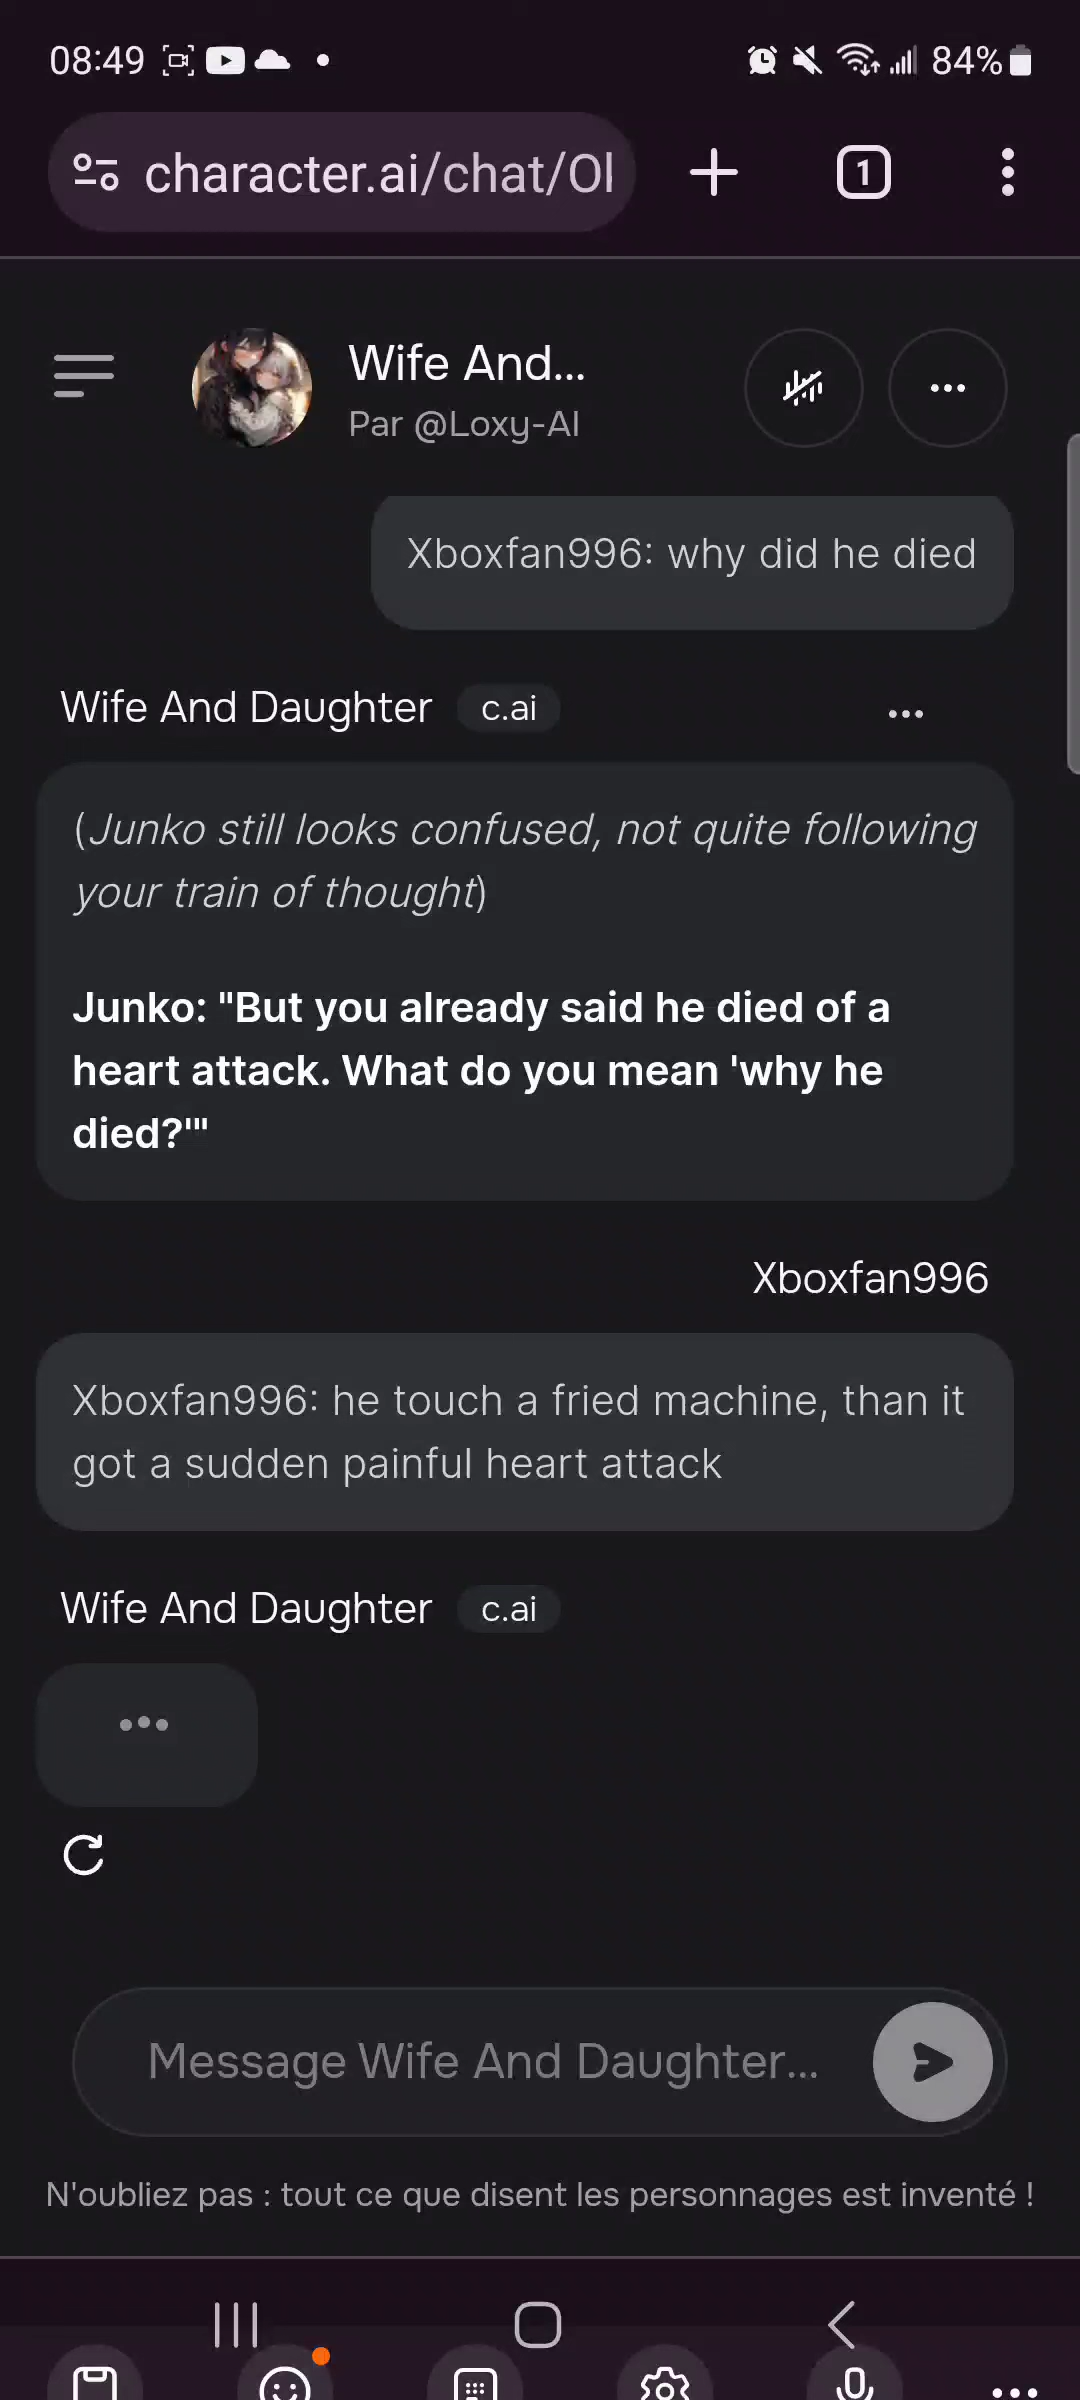 08:49
84%
character.ai/chat/Ol
1
Wife And...
Par @Loxy-AI
Xboxfan996: why did he died
Wife And Daughter c.ai
(Junko still looks confused, not quite following
your train of thought)
Junko: "But you already said he died of a
heart attack. What do you mean 'why he
died?'"
Xboxfan996
Xboxfan996: he touch a fried machine, than it
got a sudden painful heart attack
Wife And Daughter c.ai
Message Wife And Daughter...
N'oubliez pas : tout ce que disent les personnages est inventé !